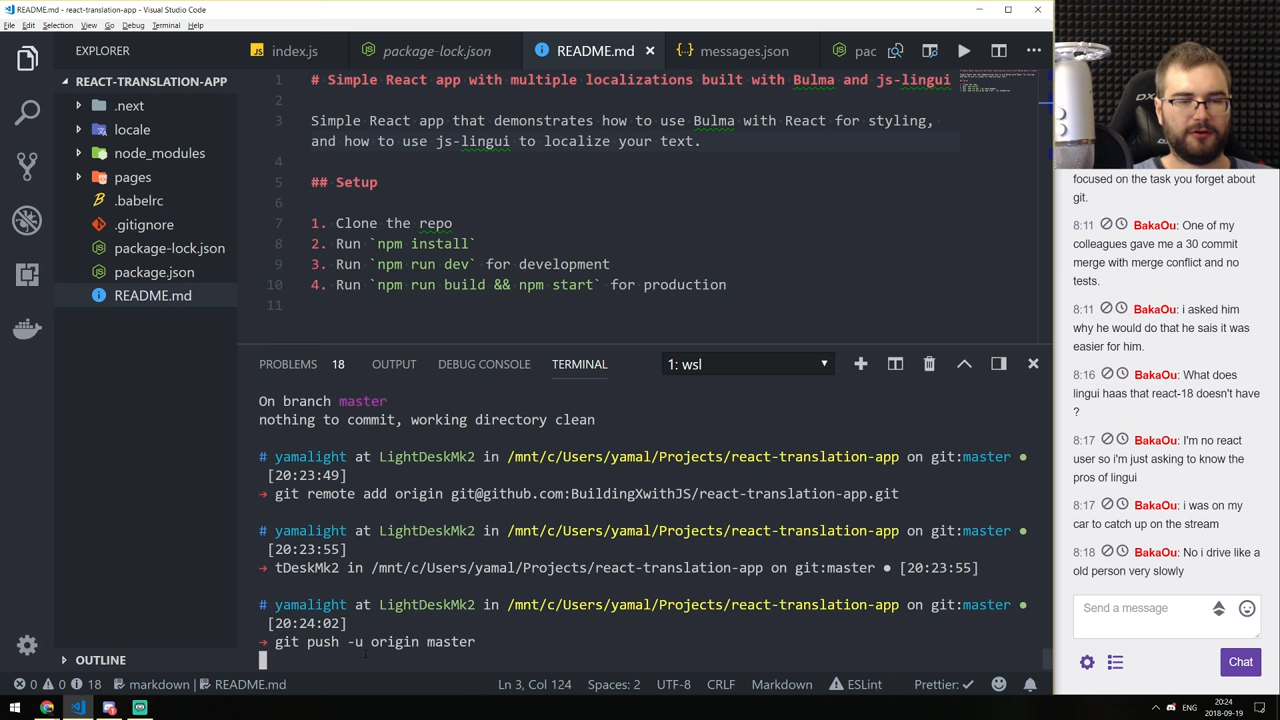 README.md - react-translation-app - Visual Studio Code
File Edit Selection View Go Debug Terminal Help
EXPLORER
index.js
package-lock.json
README.md
messages.json
pac
REACT-TRANSLATION-APP
.next
locale
node_modules
pages
.babelrc
.gitignore
package-lock.json
package.json
README.md
OUTLINE
1 # Simple React app with multiple localizations built with Bulma and js-lingui
2
3 Simple React app that demonstrates how to use Bulma with React for styling,
and how to use js-lingui to localize your text.
4
5 ## Setup
6
7 1. Clone the repo
8 2. Run `npm install`
9 3. Run `npm run dev` for development
10 4. Run `npm run build && npm start` for production
11
PROBLEMS 18 OUTPUT DEBUG CONSOLE TERMINAL 1: wsl
On branch master
nothing to commit, working directory clean
# yamalight at LightDeskMk2 in /mnt/c/Users/yamal/Projects/react-translation-app on git:master ●
[20:23:49]
→ git remote add origin git@github.com:BuildingXwithJS/react-translation-app.git
# yamalight at LightDeskMk2 in /mnt/c/Users/yamal/Projects/react-translation-app on git:master ●
[20:23:55]
→ tDeskMk2 in /mnt/c/Users/yamal/Projects/react-translation-app on git:master ● [20:23:55]
# yamalight at LightDeskMk2 in /mnt/c/Users/yamal/Projects/react-translation-app on git:master ●
[20:24:02]
→ git push -u origin master
0 0 18 markdown README.md Ln 3, Col 124 Spaces: 2 UTF-8 CRLF Markdown ESLint Prettier: ✓
DX
focused on the task you forget about
git.
8:11 BakaOu: One of my
colleagues gave me a 30 commit
merge with merge conflict and no
tests.
8:11 BakaOu: i asked him
why he would do that he sais it was
easier for him.
8:16 BakaOu: What does
lingui haas that react-18 doesn't have
?
8:17 BakaOu: I'm no react
user so i'm just asking to know the
pros of lingui
8:17 BakaOu: i was on my
car to catch up on the stream
8:18 BakaOu: No i drive like a
old person very slowly
Send a message
Chat
ENG
20:24
2018-09-19